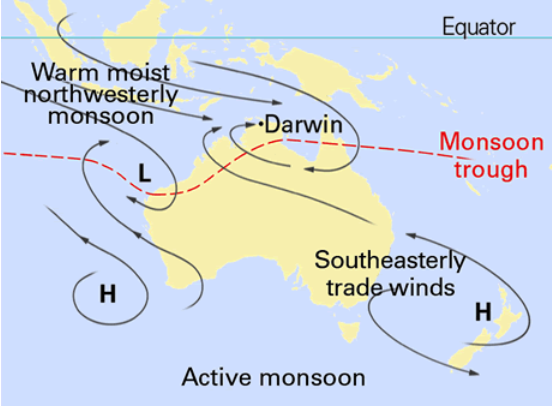 Equator
Warm moist
northwesterly
monsoon
Darwin
Monsoon
trough
L
Southeasterly
trade winds
H
H
Active monsoon